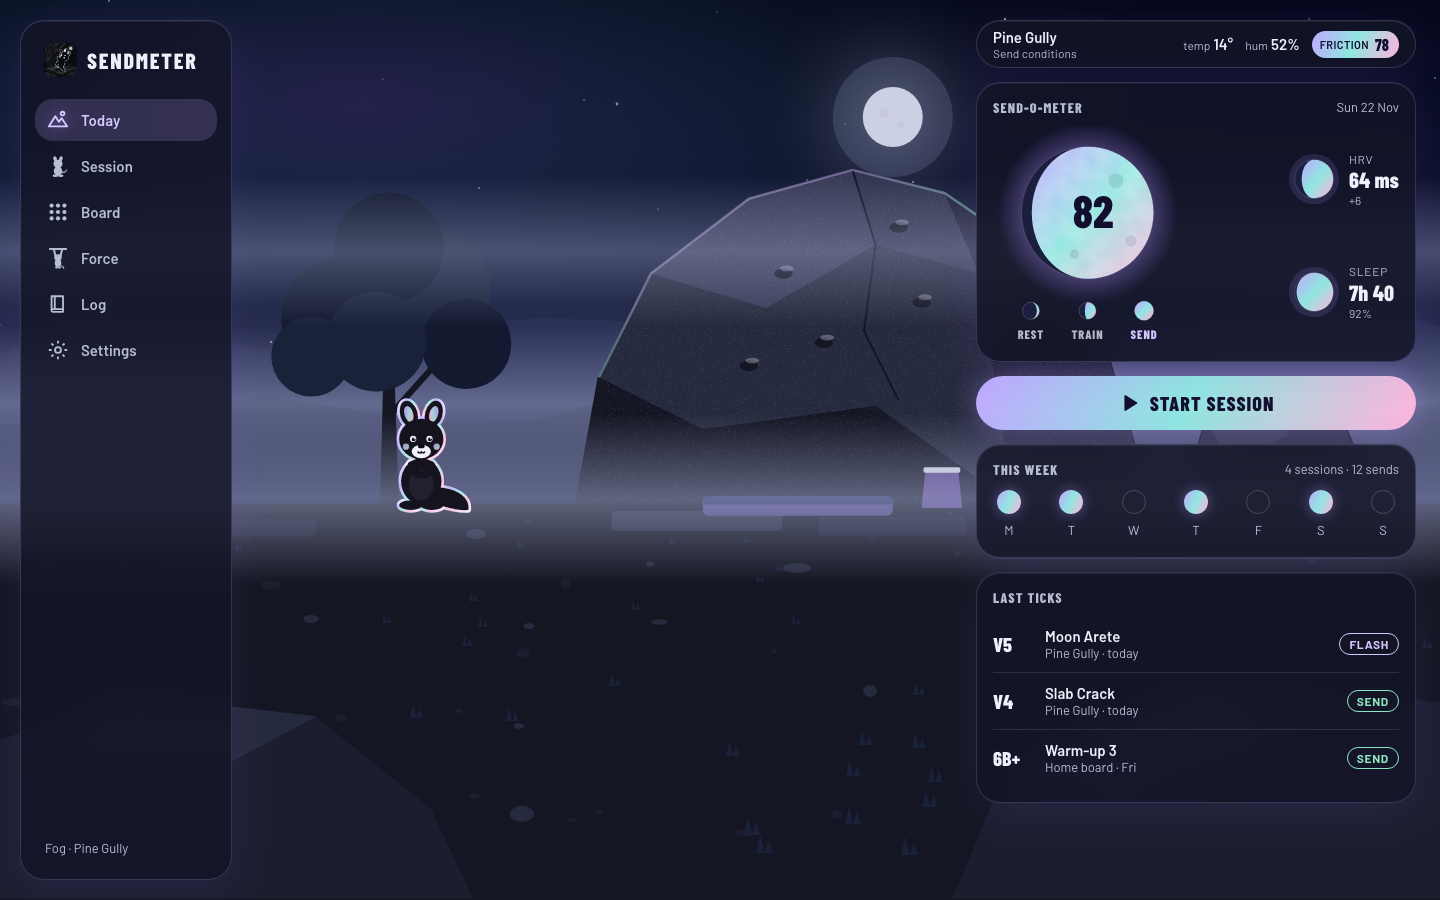 SENDMETER
Today
Session
Board
Force
Log
Settings
Fog · Pine Gully
Pine Gully
Send conditions
temp 14° hum 52% FRICTION 78
SEND-O-METER Sun 22 Nov
82
HRV
64 ms
+6
SLEEP
7h 40
92%
REST TRAIN SEND
START SESSION
THIS WEEK 4 sessions · 12 sends
M T W T F S S
LAST TICKS
V5 Moon Arete FLASH
Pine Gully · today
V4 Slab Crack SEND
Pine Gully · today
6B+ Warm-up 3 SEND
Home board · Fri